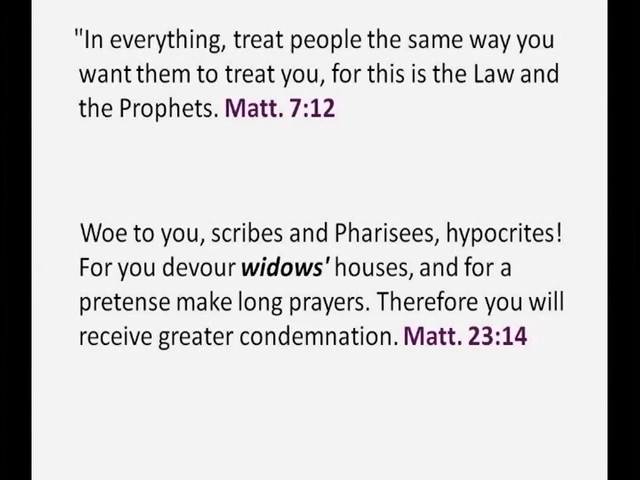 "In everything, treat people the same way you
want them to treat you, for this is the Law and
the Prophets. Matt. 7:12
Woe to you, scribes and Pharisees, hypocrites!
For you devour widows' houses, and for a
pretense make long prayers. Therefore you will
receive greater condemnation. Matt. 23:14